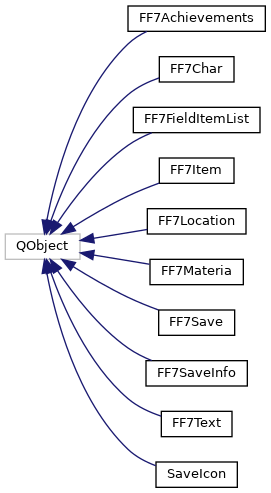 FF7Achievements
FF7Char
FF7FieldItemList
FF7Item
FF7Location
QObject
FF7Materia
FF7Save
FF7SaveInfo
FF7Text
SaveIcon